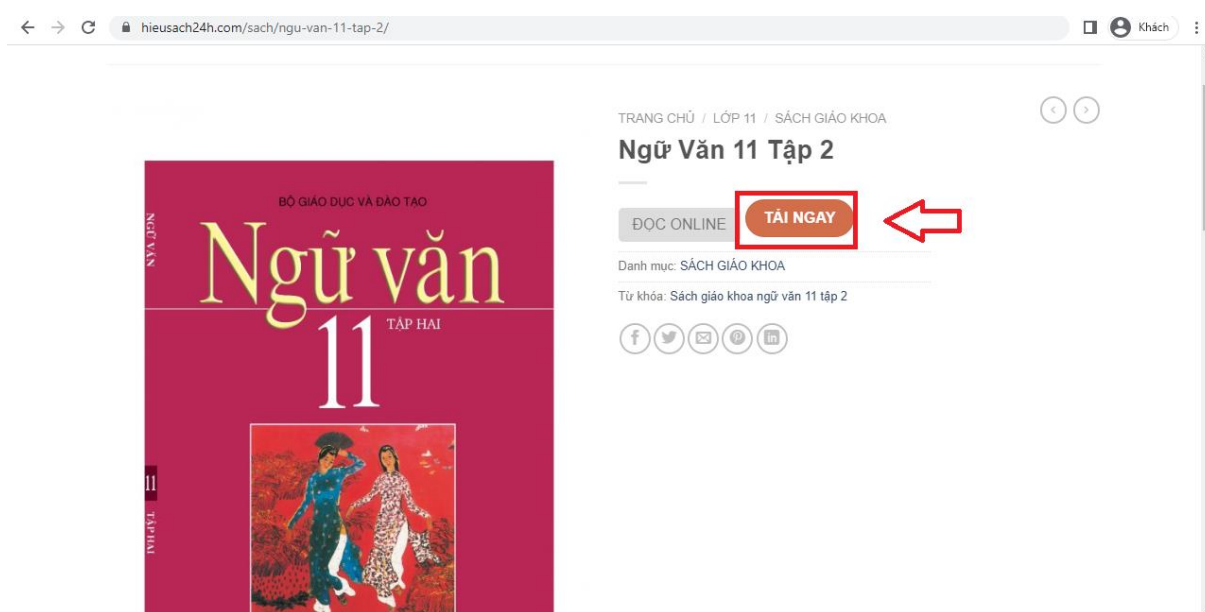 hieusach24h.com/sach/ngu-van-11-tap-2/
Khách
TRANG CHỦ / LỚP 11 / SÁCH GIÁO KHOA
Ngữ Văn 11 Tập 2
ĐỌC ONLINE
TẢI NGAY
Danh mục: SÁCH GIÁO KHOA
Từ khóa: Sách giáo khoa ngữ văn 11 tập 2
BỘ GIÁO DỤC VÀ ĐÀO TẠO
Ngữ văn
11
TẬP HAI
NGỮ VĂN
11
TẬP HAI